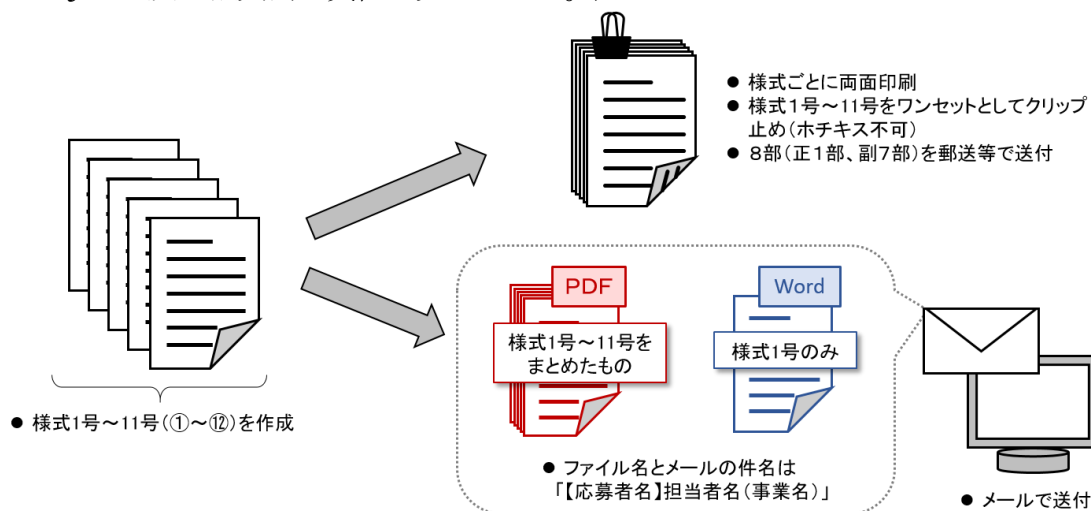 ● 様式ごとに両面印刷
● 様式1号～11号をワンセットとしてクリップ
止め(ホチキス不可)
● 8部(正1部、副7部)を郵送等で送付
PDF
様式1号～11号を
まとめたもの
Word
様式1号のみ
● 様式1号～11号(①～⑫)を作成
● ファイル名とメールの件名は
「【応募者名】担当者名(事業名)」
● メールで送付